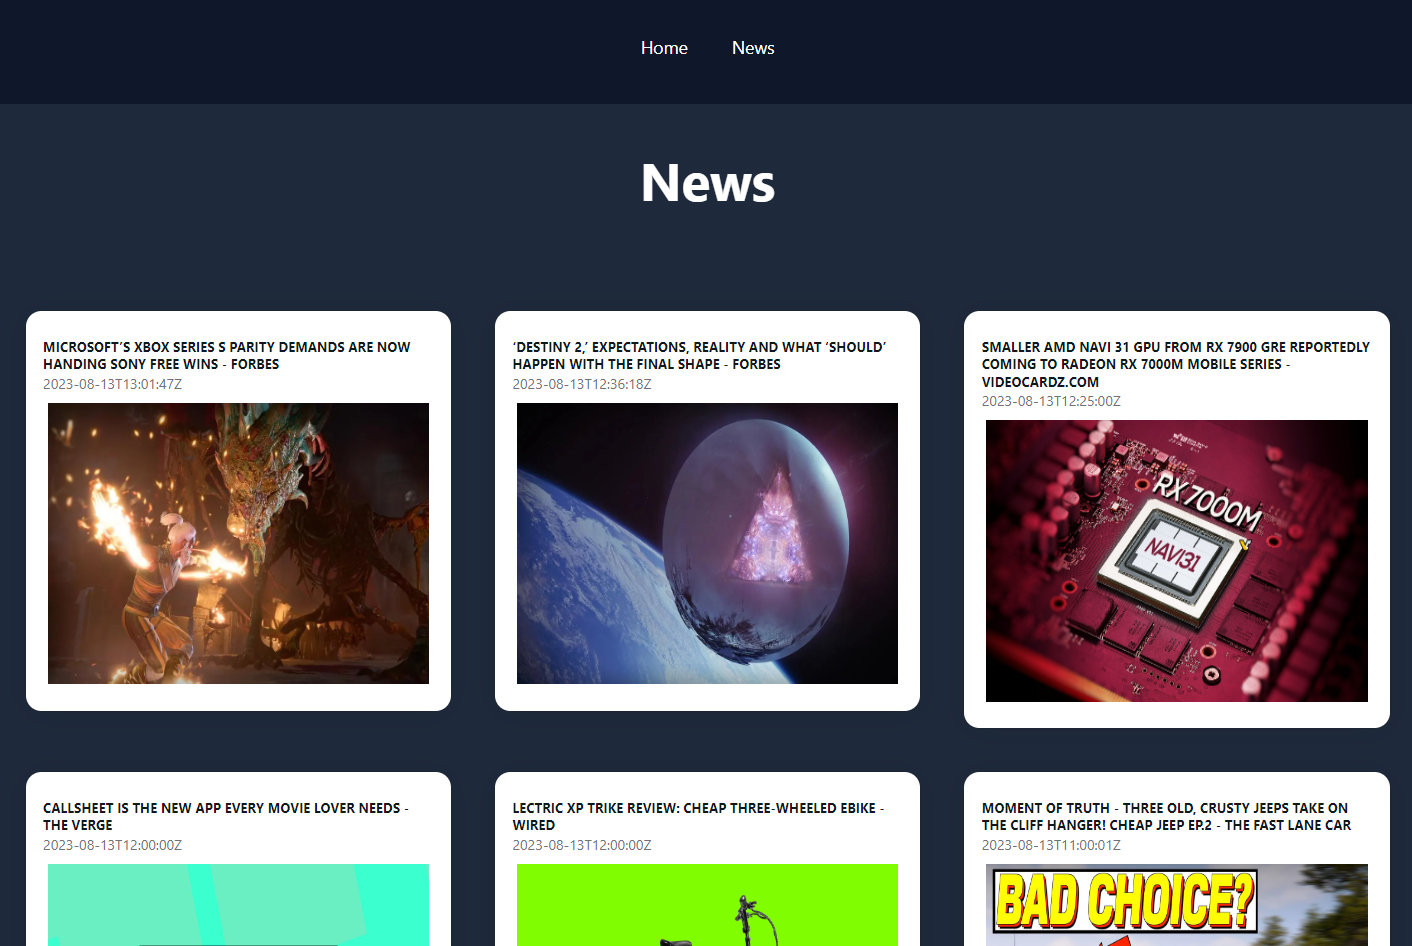 Home
News
News
MICROSOFT’S XBOX SERIES S PARITY DEMANDS ARE NOW
HANDING SONY FREE WINS - FORBES
2023-08-13T13:01:47Z
‘DESTINY 2,’ EXPECTATIONS, REALITY AND WHAT ‘SHOULD’
HAPPEN WITH THE FINAL SHAPE - FORBES
2023-08-13T12:36:18Z
SMALLER AMD NAVI 31 GPU FROM RX 7900 GRE REPORTEDLY
COMING TO RADEON RX 7000M MOBILE SERIES -
VIDEOCARDZ.COM
2023-08-13T12:25:00Z
RX 7000M
NAVI31
CALLSHEET IS THE NEW APP EVERY MOVIE LOVER NEEDS -
THE VERGE
2023-08-13T12:00:00Z
LECTRIC XP TRIKE REVIEW: CHEAP THREE-WHEELED EBIKE -
WIRED
2023-08-13T12:00:00Z
MOMENT OF TRUTH - THREE OLD, CRUSTY JEEPS TAKE ON
THE CLIFF HANGER! CHEAP JEEP EP.2 - THE FAST LANE CAR
2023-08-13T11:00:01Z
BAD CHOICE?